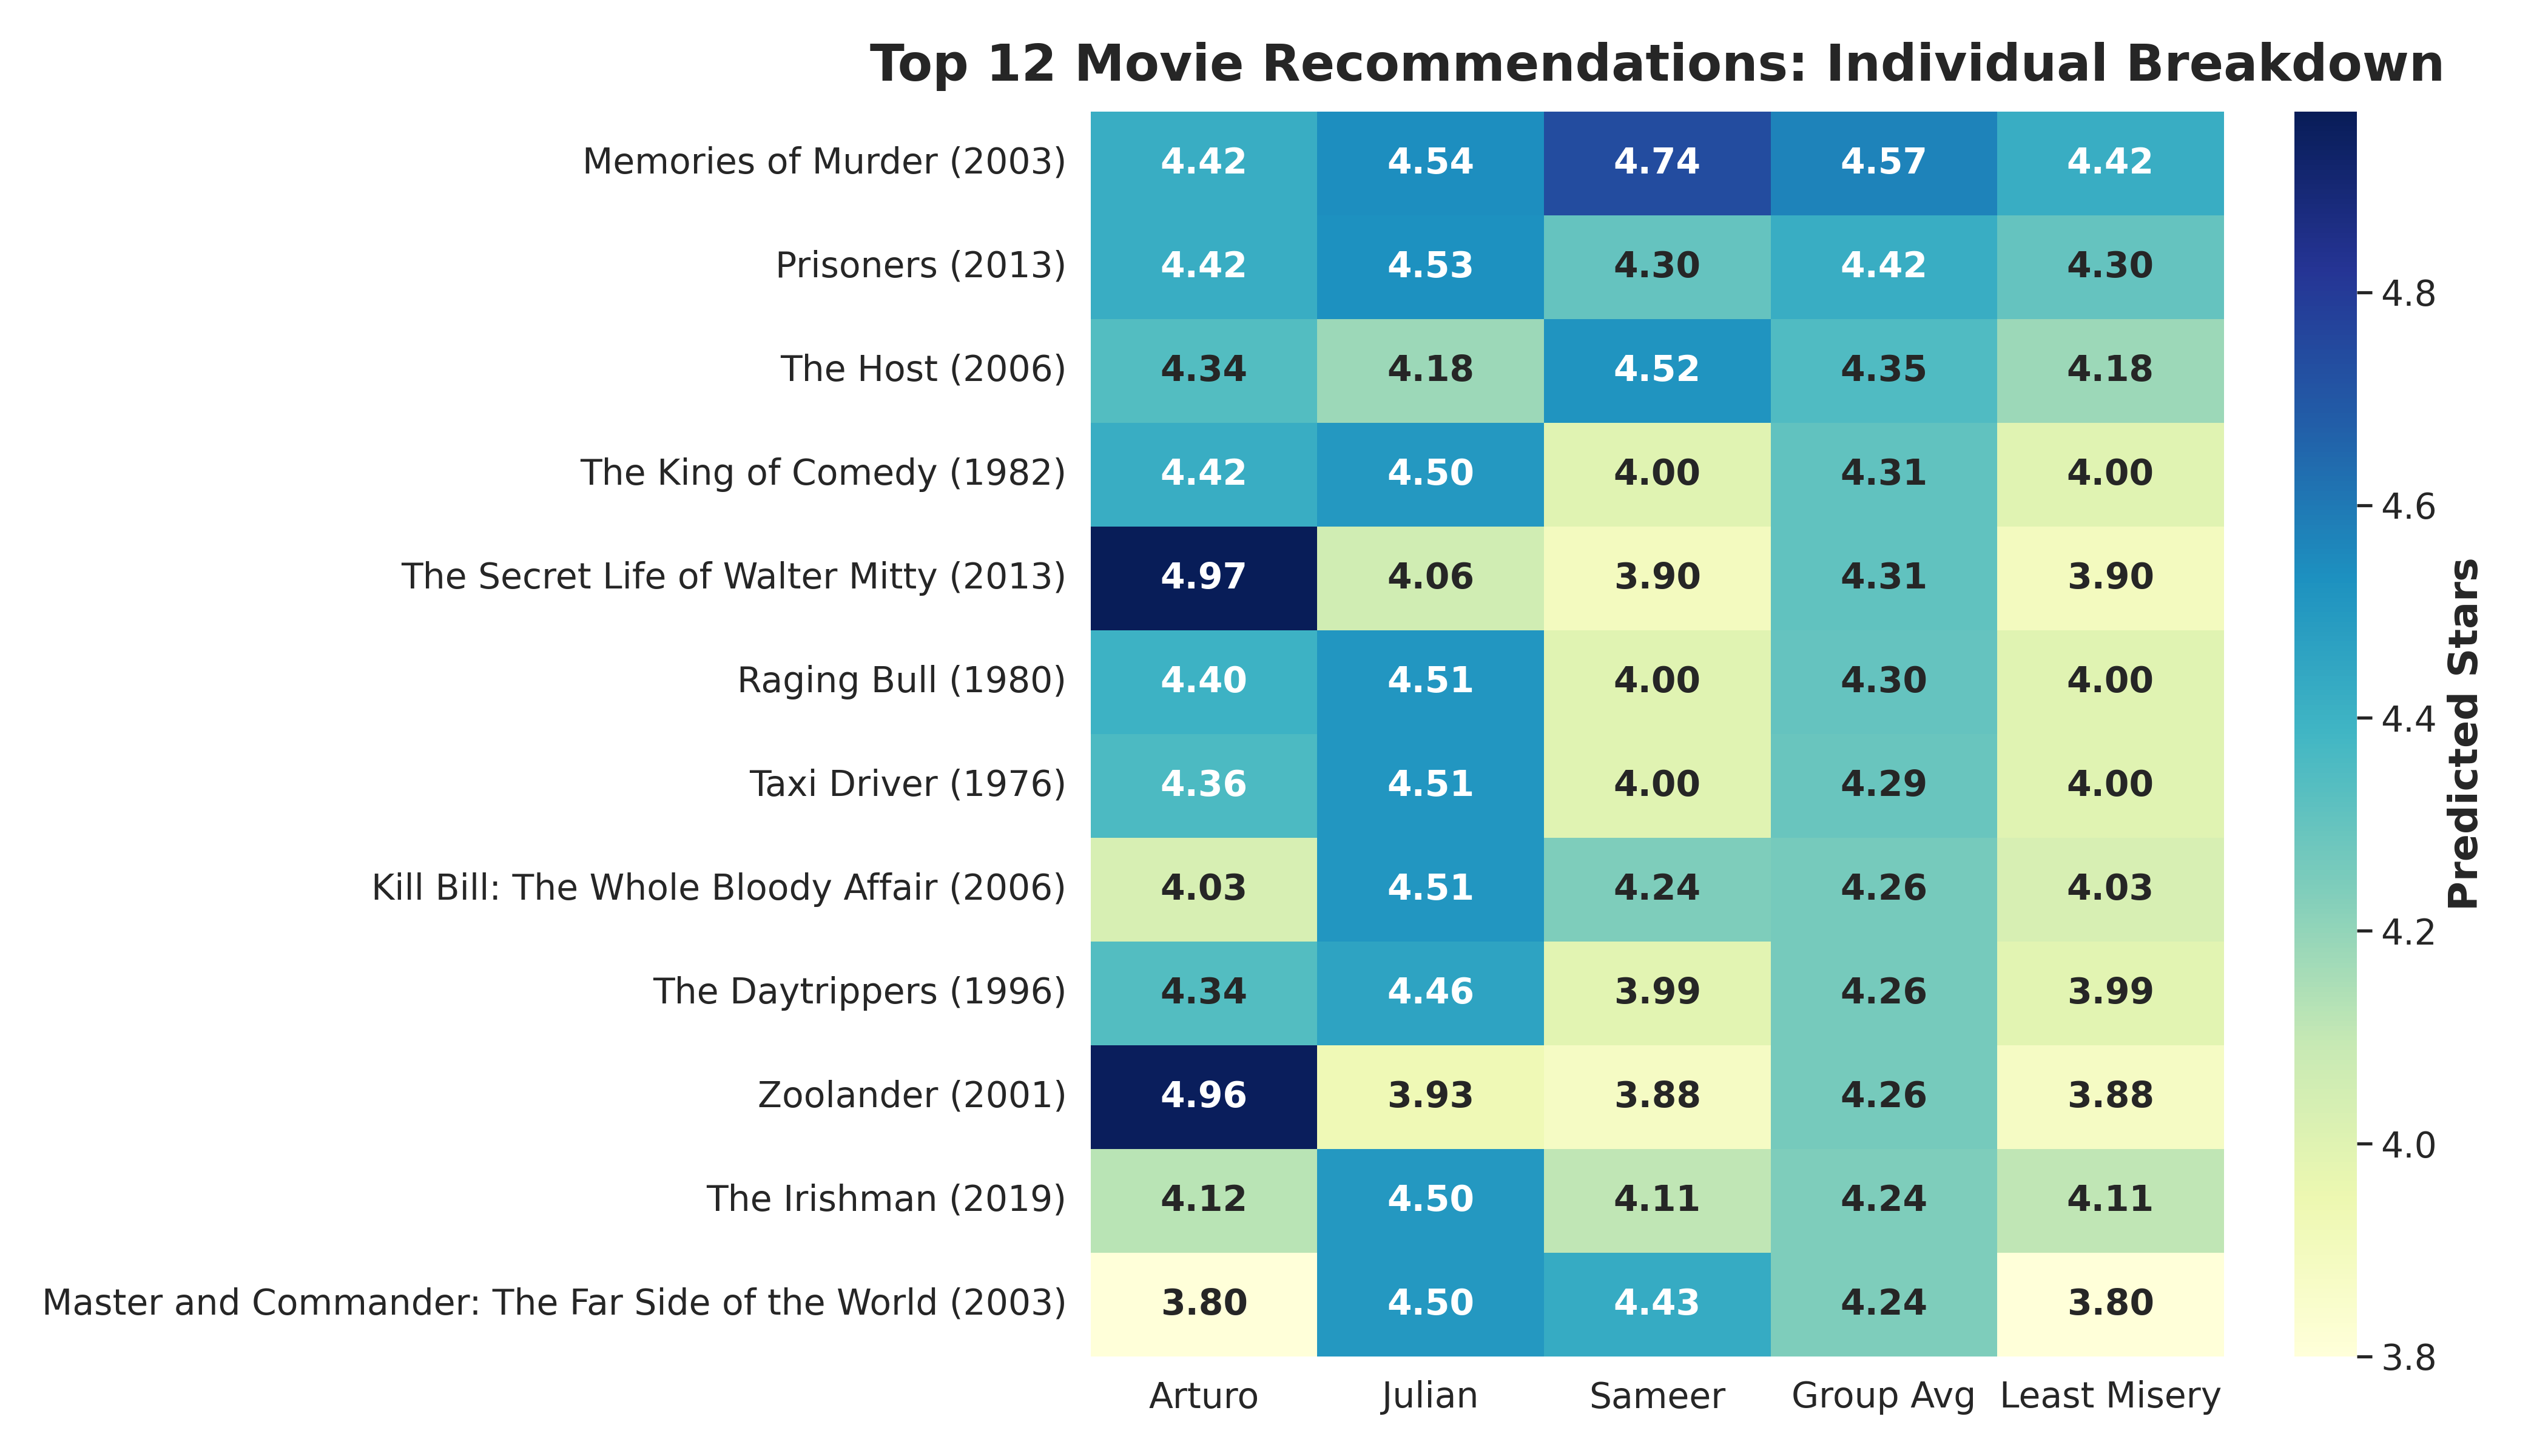 Top 12 Movie Recommendations: Individual Breakdown
Memories of Murder (2003) 4.42 4.54 4.74 4.57 4.42
Prisoners (2013) 4.42 4.53 4.30 4.42 4.30
The Host (2006) 4.34 4.18 4.52 4.35 4.18
The King of Comedy (1982) 4.42 4.50 4.00 4.31 4.00
The Secret Life of Walter Mitty (2013) 4.97 4.06 3.90 4.31 3.90
Raging Bull (1980) 4.40 4.51 4.00 4.30 4.00
Taxi Driver (1976) 4.36 4.51 4.00 4.29 4.00
Kill Bill: The Whole Bloody Affair (2006) 4.03 4.51 4.24 4.26 4.03
The Daytrippers (1996) 4.34 4.46 3.99 4.26 3.99
Zoolander (2001) 4.96 3.93 3.88 4.26 3.88
The Irishman (2019) 4.12 4.50 4.11 4.24 4.11
Master and Commander: The Far Side of the World (2003) 3.80 4.50 4.43 4.24 3.80
Arturo Julian Sameer Group Avg Least Misery
4.8
4.6
4.4
4.2
4.0
3.8
Predicted Stars